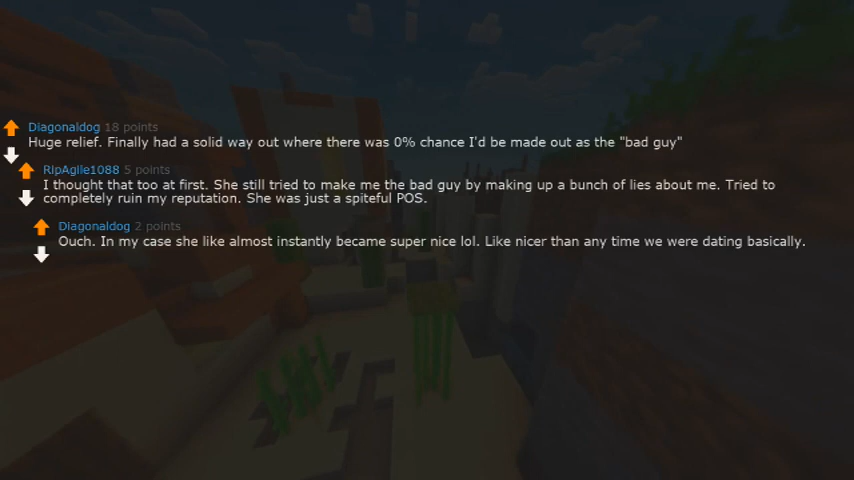 Diagonaldog 18 points
Huge relief. Finally had a solid way out where there was 0% chance I'd be made out as the "bad guy"
RipAgile1088 5 points
I thought that too at first. She still tried to make me the bad guy by making up a bunch of lies about me. Tried to
completely ruin my reputation. She was just a spiteful POS.
Diagonaldog 2 points
Ouch. In my case she like almost instantly became super nice lol. Like nicer than any time we were dating basically.